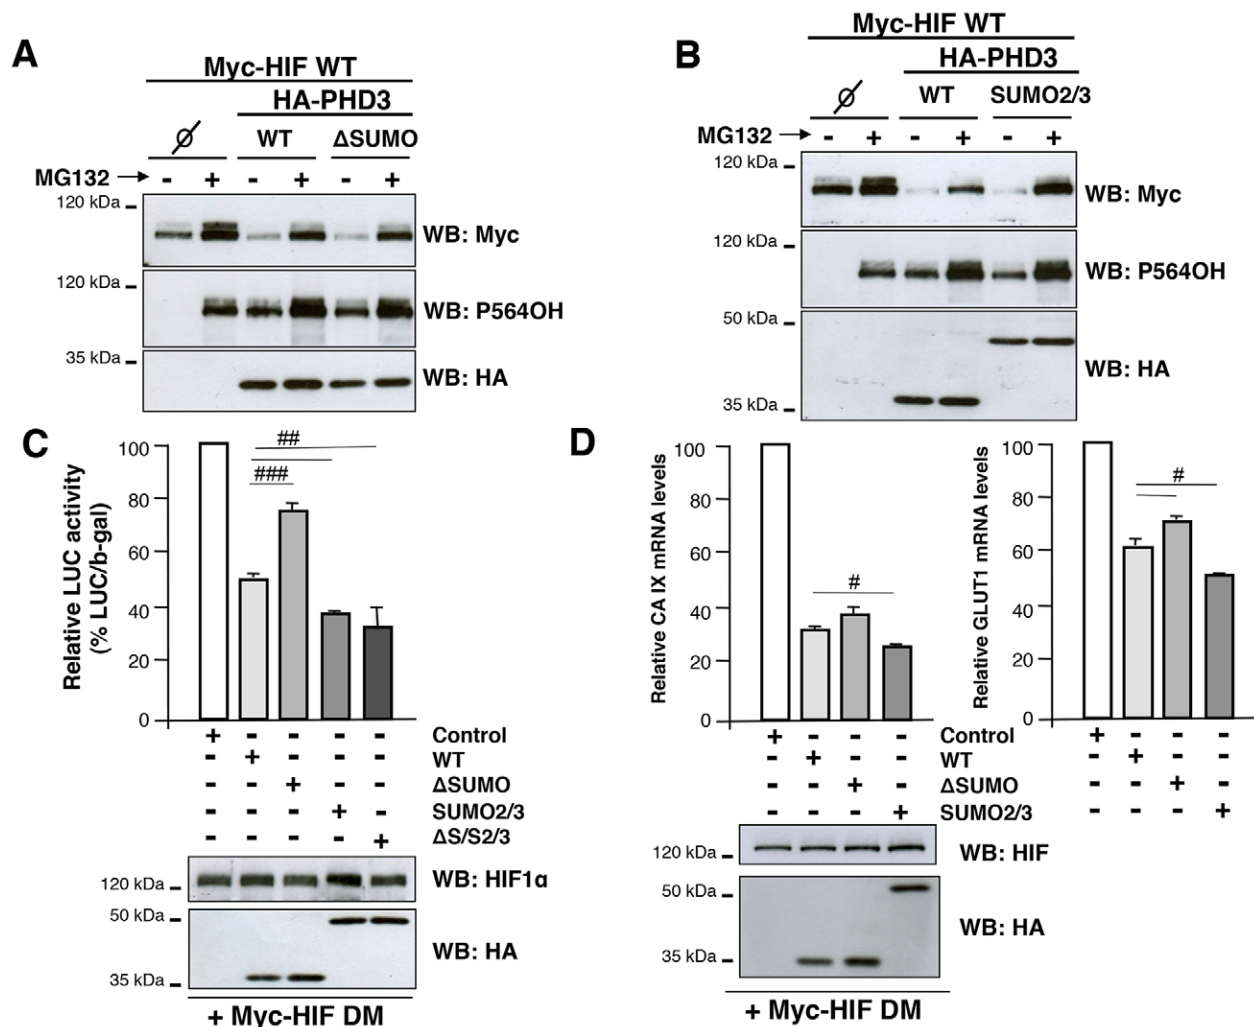 A
Myc-HIF WT
HA-PHD3
Ø WT ΔSUMO
MG132 - + - + - +
120 kDa WB: Myc
120 kDa WB: P564OH
35 kDa WB: HA
B
Myc-HIF WT
HA-PHD3
Ø WT SUMO2/3
MG132 - + - + - +
120 kDa WB: Myc
120 kDa WB: P564OH
50 kDa
WB: HA
35 kDa
C
Relative LUC activity
(% LUC/b-gal)
100
80
60
40
20
0
##
###
+ - - - - Control
- + - - - WT
- - + - - ΔSUMO
- - - + - SUMO2/3
- - - - + ΔS/S2/3
120 kDa WB: HIF1α
50 kDa
WB: HA
35 kDa
+ Myc-HIF DM
D
Relative CA IX mRNA levels
100
80
60
40
20
0
#
Relative GLUT1 mRNA levels
100
80
60
40
20
0
#
+ - - - Control + - - -
- + - - WT - + - -
- - + - ΔSUMO - - + -
- - - + SUMO2/3 - - - +
120 kDa WB: HIF
50 kDa
WB: HA
35 kDa
+ Myc-HIF DM